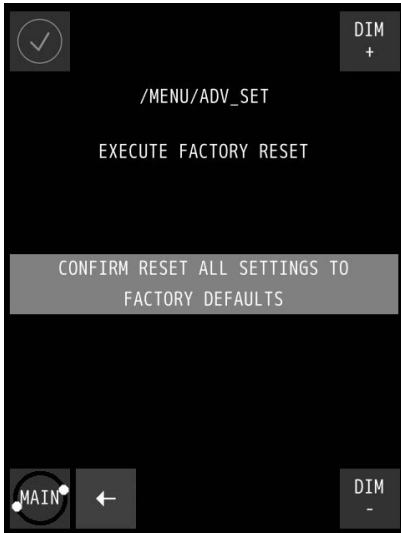 DIM
+
/MENU/ADV_SET
EXECUTE FACTORY RESET
CONFIRM RESET ALL SETTINGS TO
FACTORY DEFAULTS
MAIN
←
DIM
-